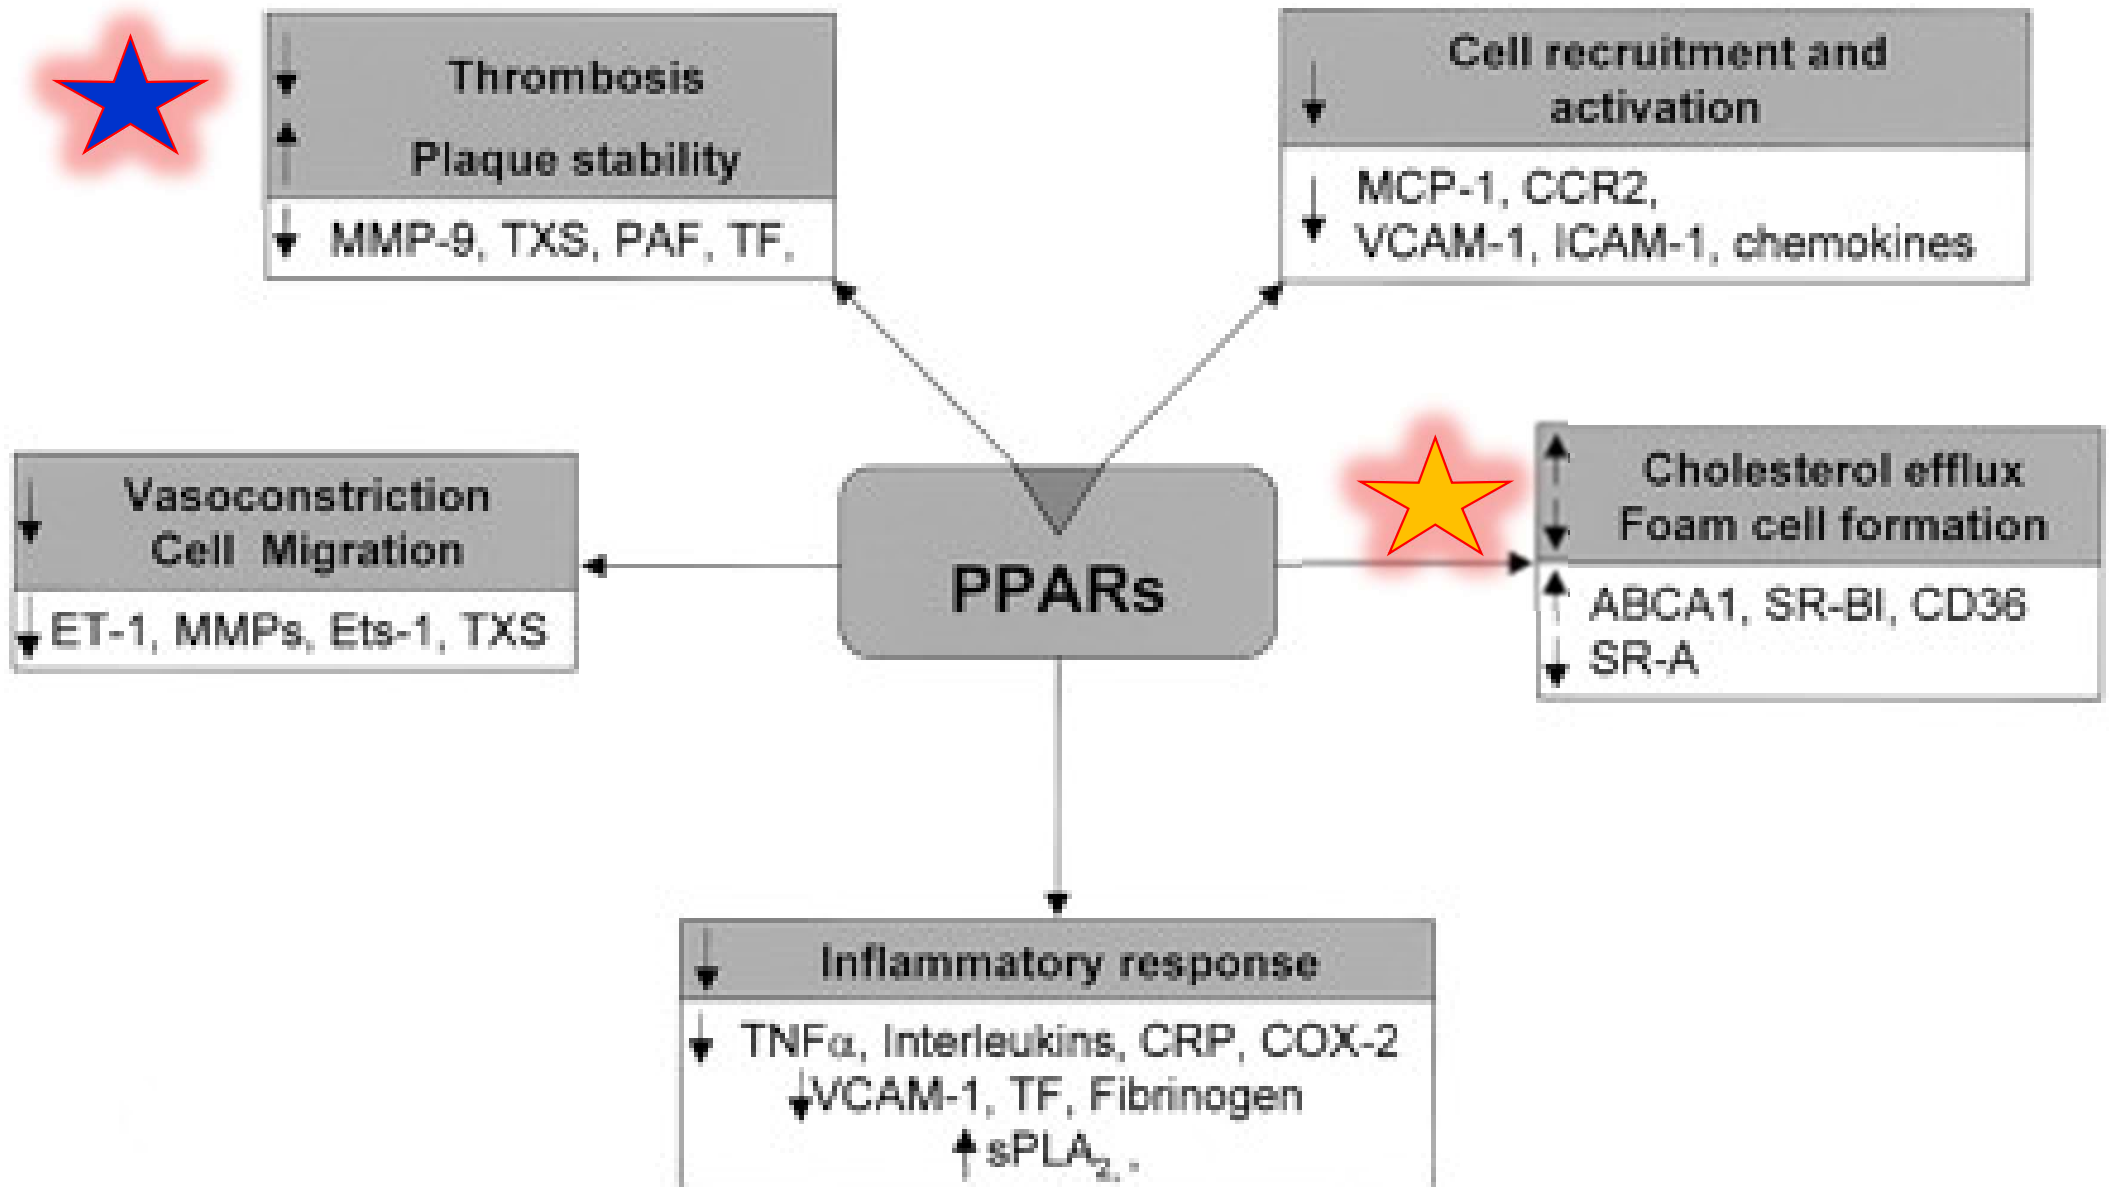 Thrombosis
Plaque stability
MMP-9, TXS, PAF, TF,
Cell recruitment and
activation
MCP-1, CCR2,
VCAM-1, ICAM-1, chemokines
Vasoconstriction
Cell Migration
ET-1, MMPs, Ets-1, TXS
PPARs
Cholesterol efflux
Foam cell formation
ABCA1, SR-BI, CD36
SR-A
Inflammatory response
TNFα, Interleukins, CRP, COX-2
VCAM-1, TF, Fibrinogen
sPLA2, ,